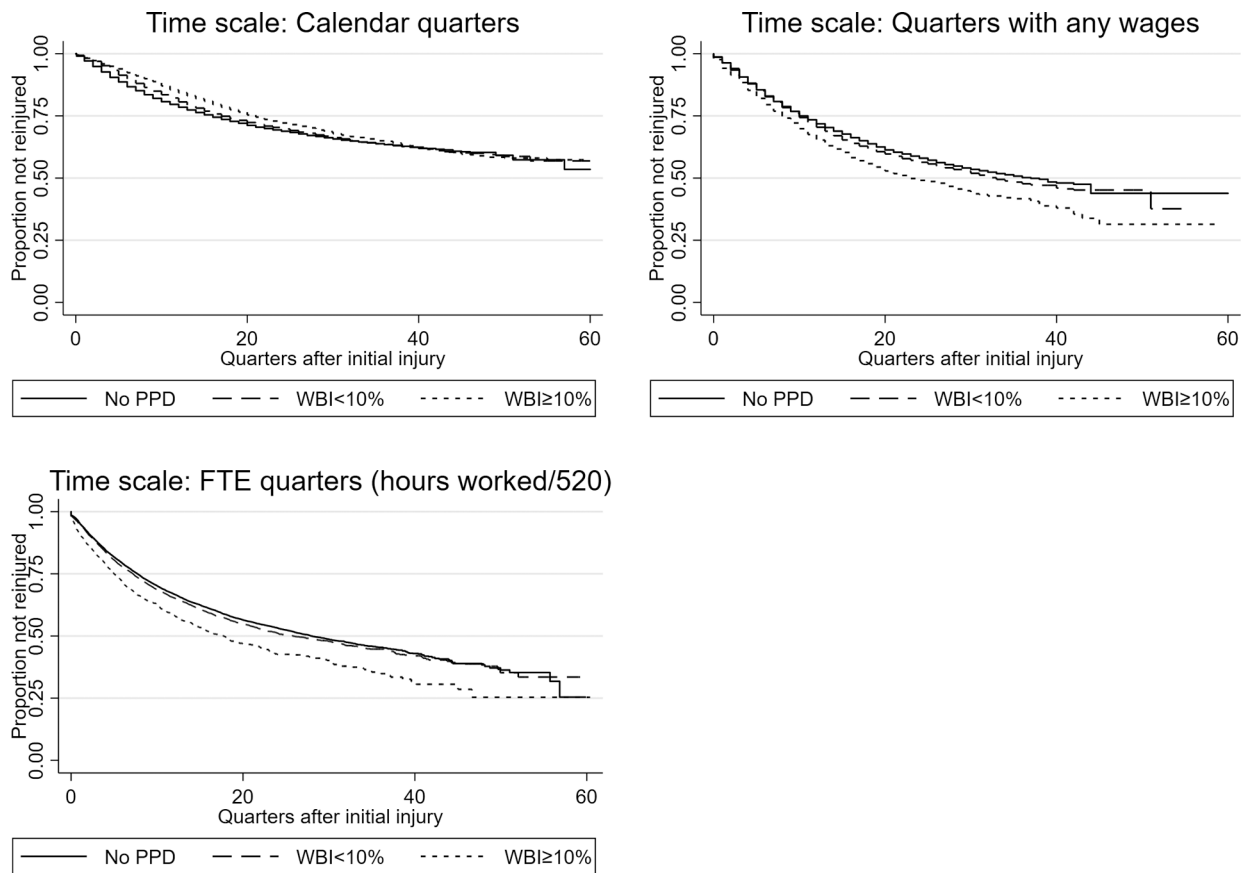 Time scale: Calendar quarters
Proportion not reinjured
1.00
0.75
0.50
0.25
0.00
0 20 40 60
Quarters after initial injury
No PPD WBI<10% WBI≥10%
Time scale: Quarters with any wages
Proportion not reinjured
1.00
0.75
0.50
0.25
0.00
0 20 40 60
Quarters after initial injury
No PPD WBI<10% WBI≥10%
Time scale: FTE quarters (hours worked/520)
Proportion not reinjured
1.00
0.75
0.50
0.25
0.00
0 20 40 60
Quarters after initial injury
No PPD WBI<10% WBI≥10%